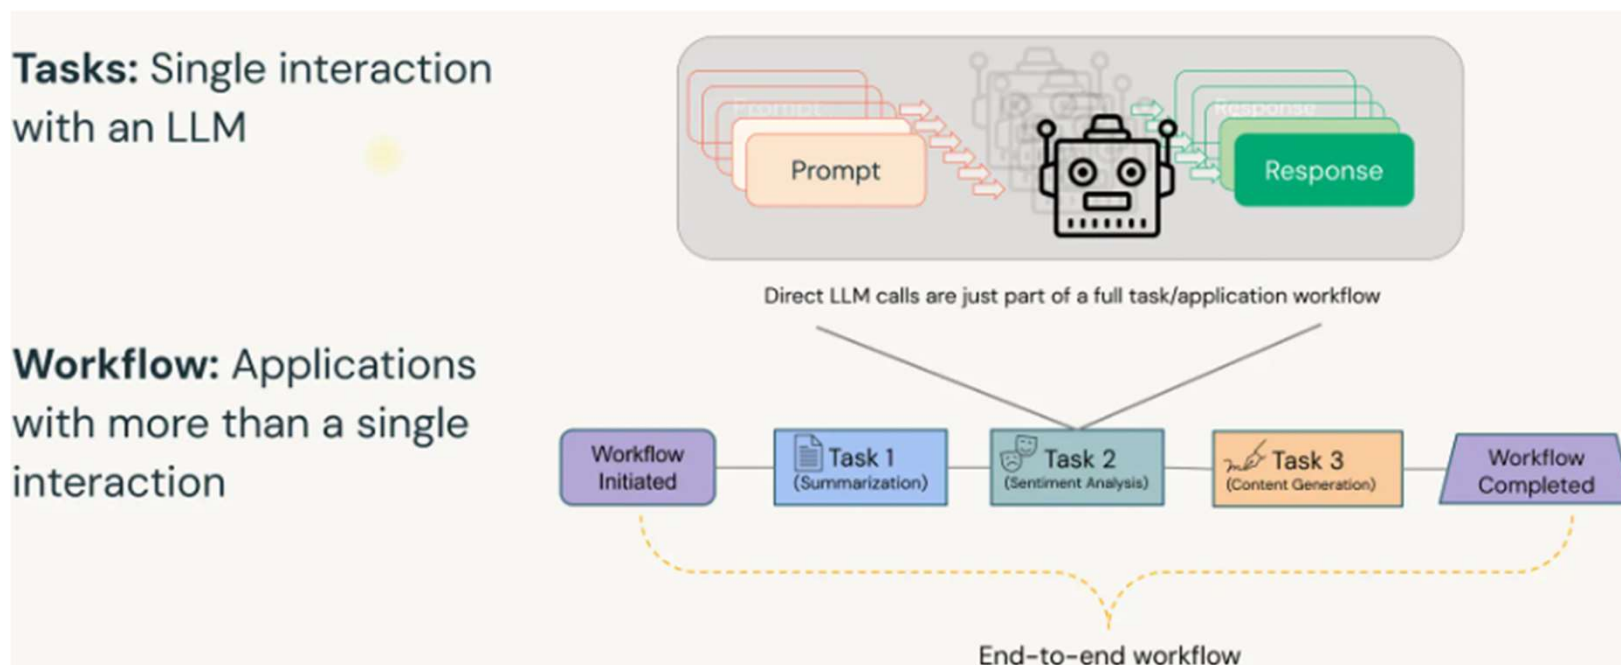 Tasks: Single interaction
with an LLM
Prompt
Response
Prompt
Response
Direct LLM calls are just part of a full task/application workflow
Workflow: Applications
with more than a single
interaction
Workflow
Initiated
Task 1
(Summarization)
Task 2
(Sentiment Analysis)
Task 3
(Content Generation)
Workflow
Completed
End-to-end workflow